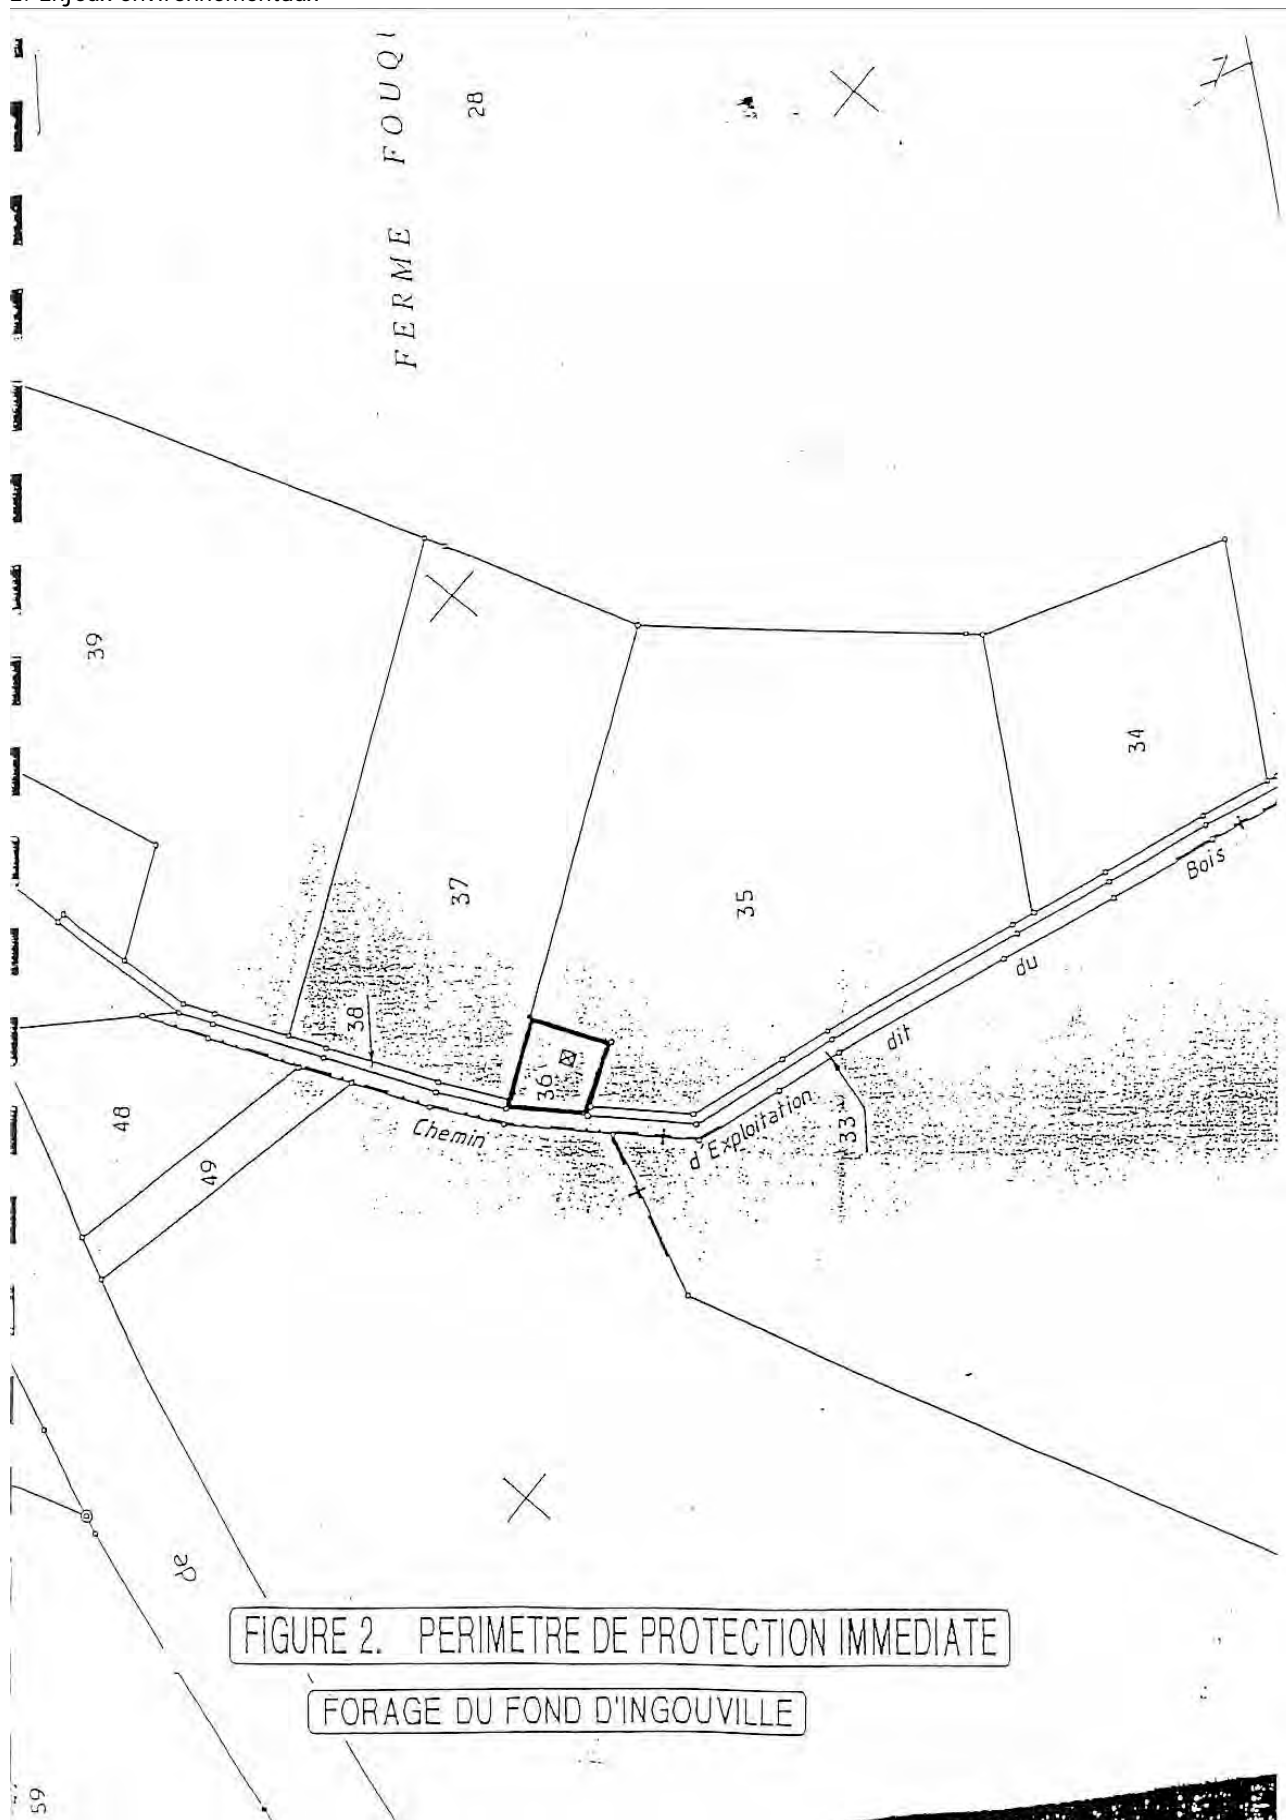 FERME FOUQ
28
39
34
37
35
Bois
du
38
dit
36
48
Chemin
d'Exploitation
33
49
de
FIGURE 2. PERIMETRE DE PROTECTION IMMEDIATE
FORAGE DU FOND D'INGOUVILLE
59